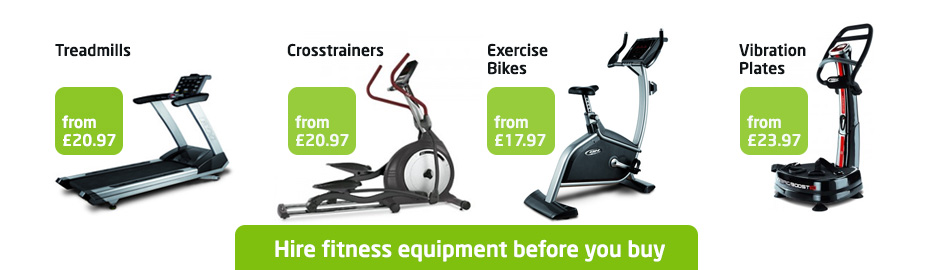 Treadmills
from
£20.97
Crosstrainers
from
£20.97
Exercise
Bikes
from
£17.97
Vibration
Plates
from
£23.97
BOOST
Hire fitness equipment before you buy